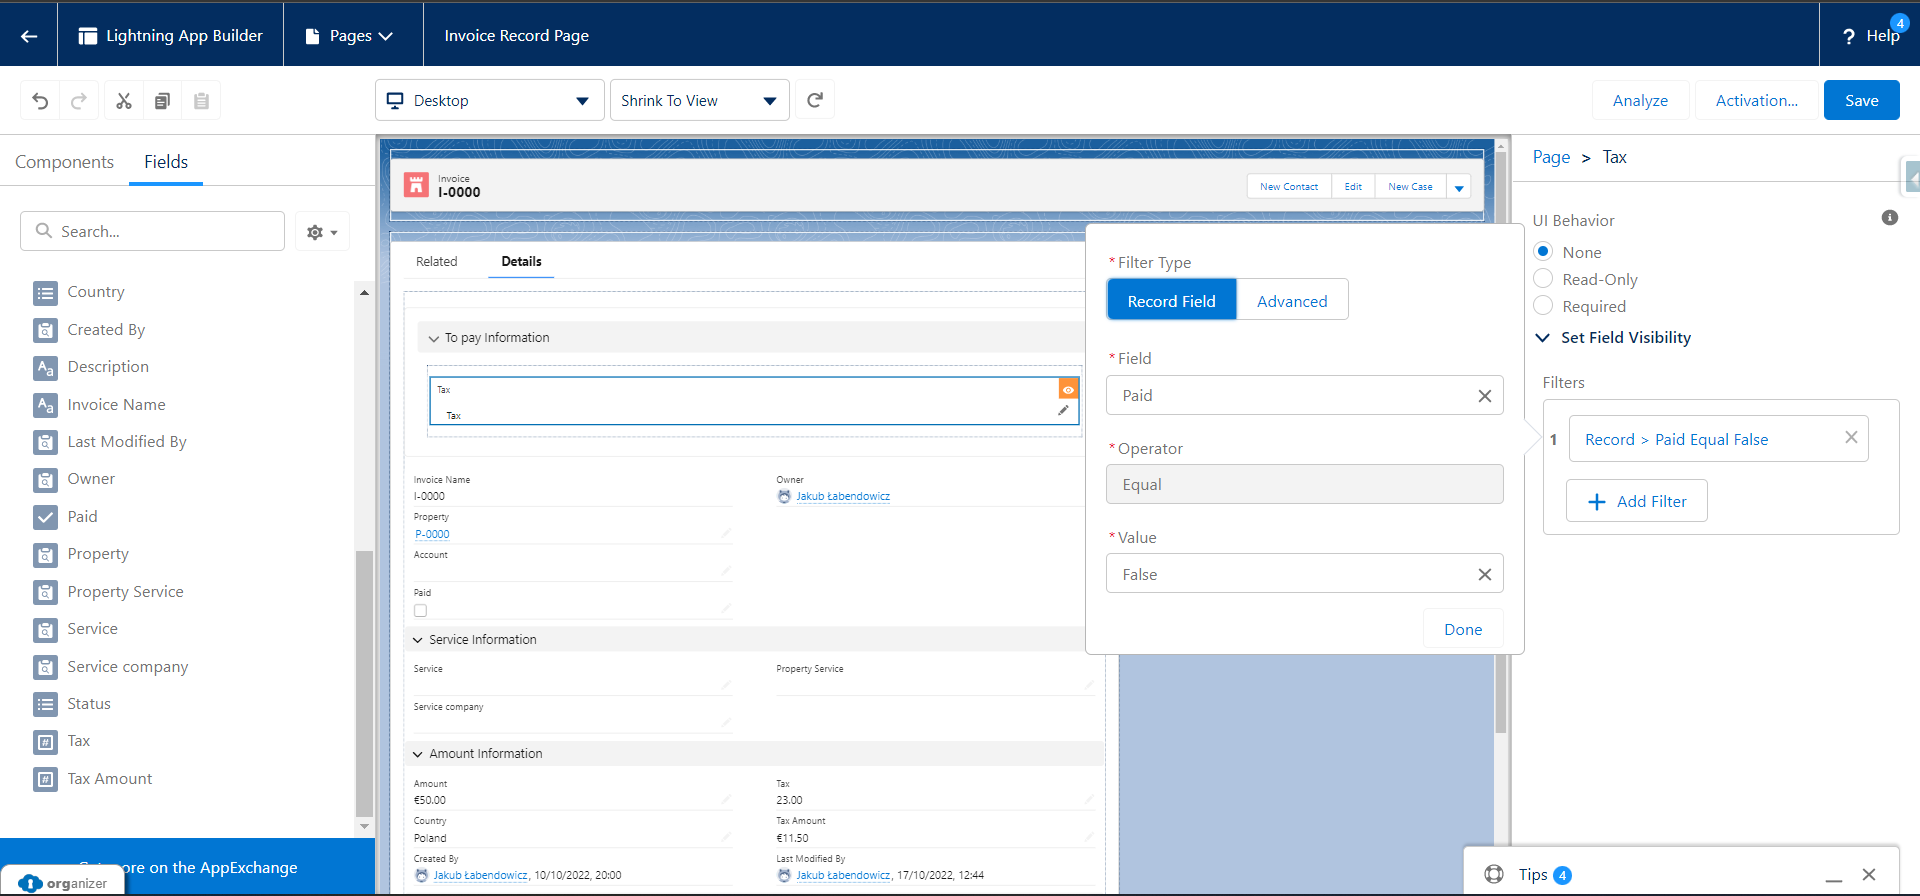 Lightning App Builder
Pages
Invoice Record Page
? Help
4
Desktop
Shrink To View
Analyze
Activation...
Save
Components
Fields
Search...
Country
Created By
Description
Invoice Name
Last Modified By
Owner
Paid
Property
Property Service
Service
Service company
Status
Tax
Tax Amount
ore on the AppExchange
organizer
Invoice
I-0000
New Contact
Edit
New Case
Related
Details
To pay Information
Tax
Tax
Invoice Name
I-0000
Owner
Jakub Łabendowicz
Property
P-0000
Account
Paid
Service Information
Service
Property Service
Service company
Amount Information
Amount
€50.00
Tax
23.00
Country
Poland
Tax Amount
€11.50
Created By
Jakub Łabendowicz, 10/10/2022, 20:00
Last Modified By
Jakub Łabendowicz, 17/10/2022, 12:44
*Filter Type
Record Field
Advanced
*Field
Paid
*Operator
Equal
*Value
False
Done
Page > Tax
UI Behavior
None
Read-Only
Required
Set Field Visibility
Filters
1
Record > Paid Equal False
Add Filter
Tips 4